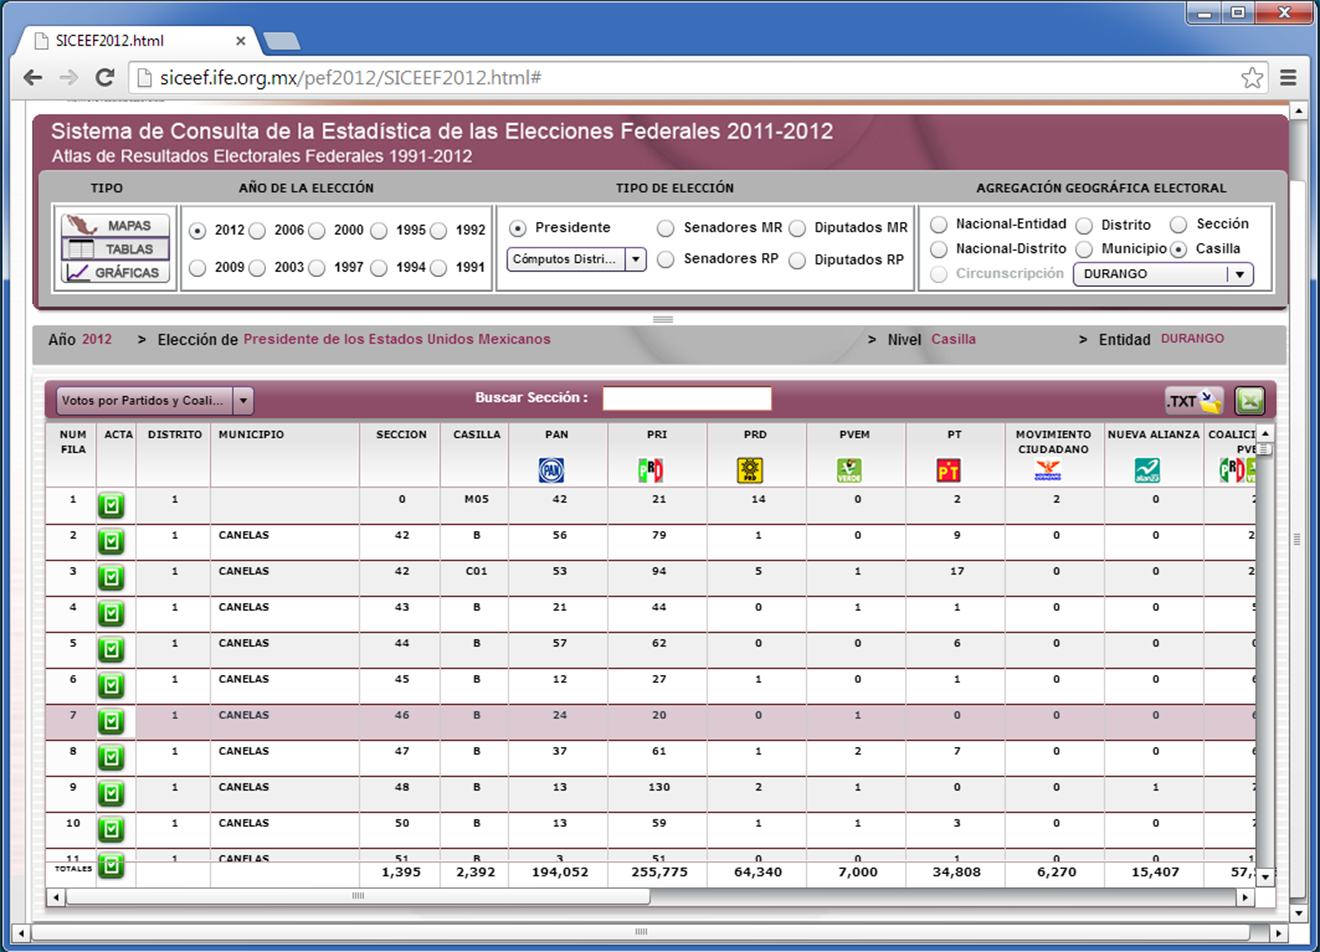 SICEEF2012.html
siceef.ife.org.mx/pef2012/SICEEF2012.html#
Sistema de Consulta de la Estadística de las Elecciones Federales 2011-2012
Atlas de Resultados Electorales Federales 1991-2012
TIPO AÑO DE LA ELECCIÓN TIPO DE ELECCIÓN AGREGACIÓN GEOGRÁFICA ELECTORAL
MAPAS 2012 2006 2000 1995 1992 Presidente Senadores MR Diputados MR Nacional-Entidad Distrito Sección
TABLAS Nacional-Distrito Municipio Casilla
GRÁFICAS 2009 2003 1997 1994 1991 Cómputos Distri... Senadores RP Diputados RP Circunscripción DURANGO
Año 2012 > Elección de Presidente de los Estados Unidos Mexicanos > Nivel Casilla > Entidad DURANGO
Votos por Partidos y Coali... Buscar Sección : .TXT
NUM FILA ACTA DISTRITO MUNICIPIO SECCION CASILLA PAN PRI PRD PVEM PT MOVIMIENTO CIUDADANO NUEVA ALIANZA COALICI
1 1 0 M05 42 21 14 0 2 2 0
2 1 CANELAS 42 B 56 79 1 0 9 0 0 2
3 1 CANELAS 42 C01 53 94 5 1 17 0 0 2
4 1 CANELAS 43 B 21 44 0 1 1 0 0
5 1 CANELAS 44 B 57 62 0 0 6 0 0
6 1 CANELAS 45 B 12 27 1 0 1 0 0
7 1 CANELAS 46 B 24 20 0 1 0 0 0
8 1 CANELAS 47 B 37 61 1 2 7 0 0
9 1 CANELAS 48 B 13 130 2 1 0 0 1
10 1 CANELAS 50 B 13 59 1 1 3 0 0
11 1 CANELAS 51 B 3 51 0 0 1 0 0
TOTALES 1,395 2,392 194,052 255,775 64,340 7,000 34,808 6,270 15,407 57,